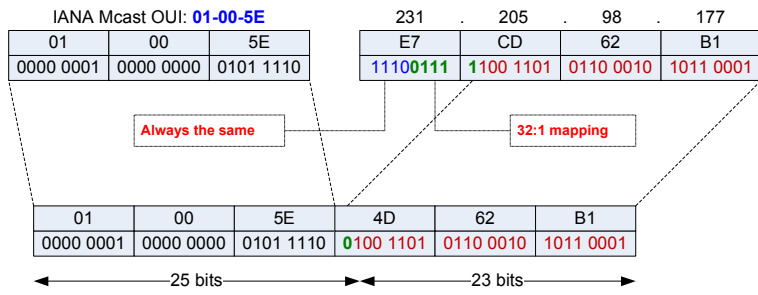 IANA Mcast OUI: 01-00-5E 231 . 205 . 98 . 177
01 00 5E E7 CD 62 B1
0000 0001 0000 0000 0101 1110 11100111 1100 1101 0110 0010 1011 0001
Always the same 32:1 mapping
01 00 5E 4D 62 B1
0000 0001 0000 0000 0101 1110 0100 1101 0110 0010 1011 0001
25 bits 23 bits